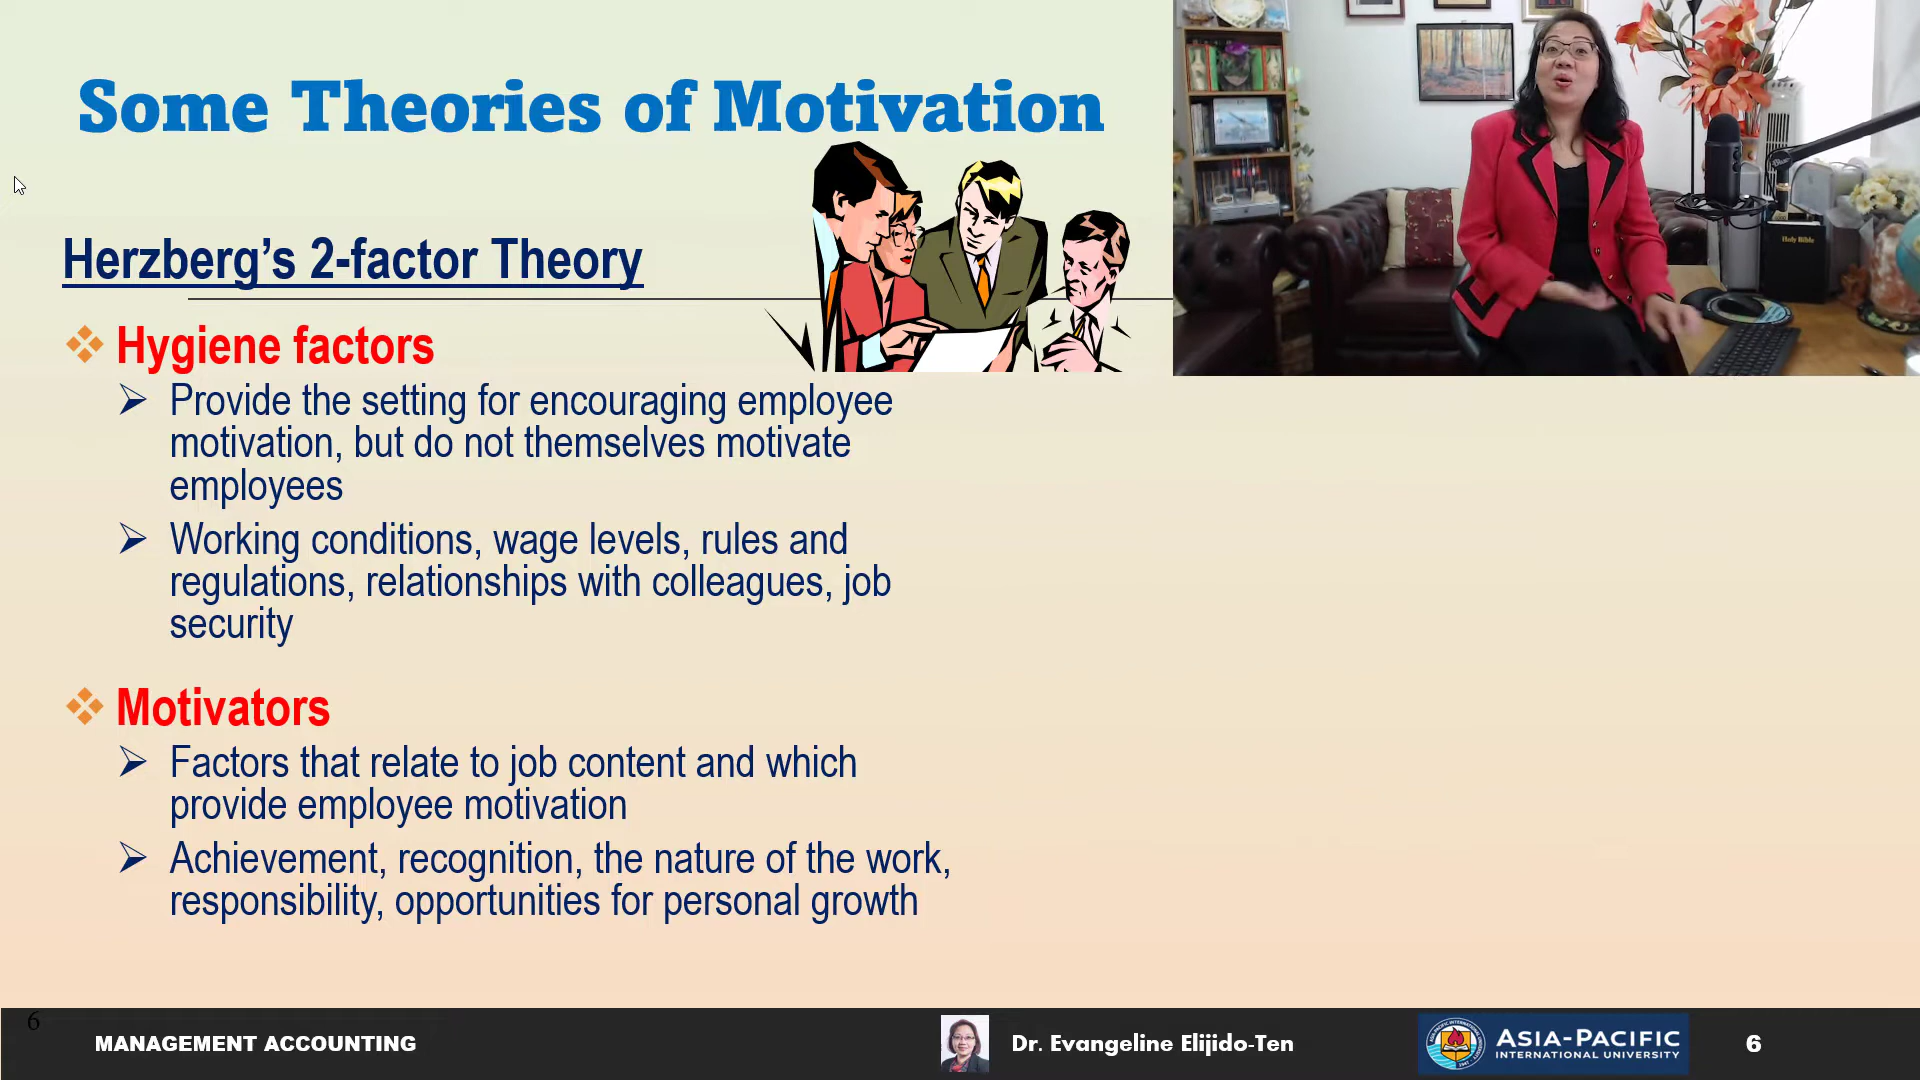 Some Theories of Motivation
Herzberg’s 2-factor Theory
Hygiene factors
Provide the setting for encouraging employee
motivation, but do not themselves motivate
employees
Working conditions, wage levels, rules and
regulations, relationships with colleagues, job
security
Motivators
Factors that relate to job content and which
provide employee motivation
Achievement, recognition, the nature of the work,
responsibility, opportunities for personal growth
Holy Bible
6
MANAGEMENT ACCOUNTING
Dr. Evangeline Elijido-Ten
ASIA-PACIFIC
INTERNATIONAL UNIVERSITY
6